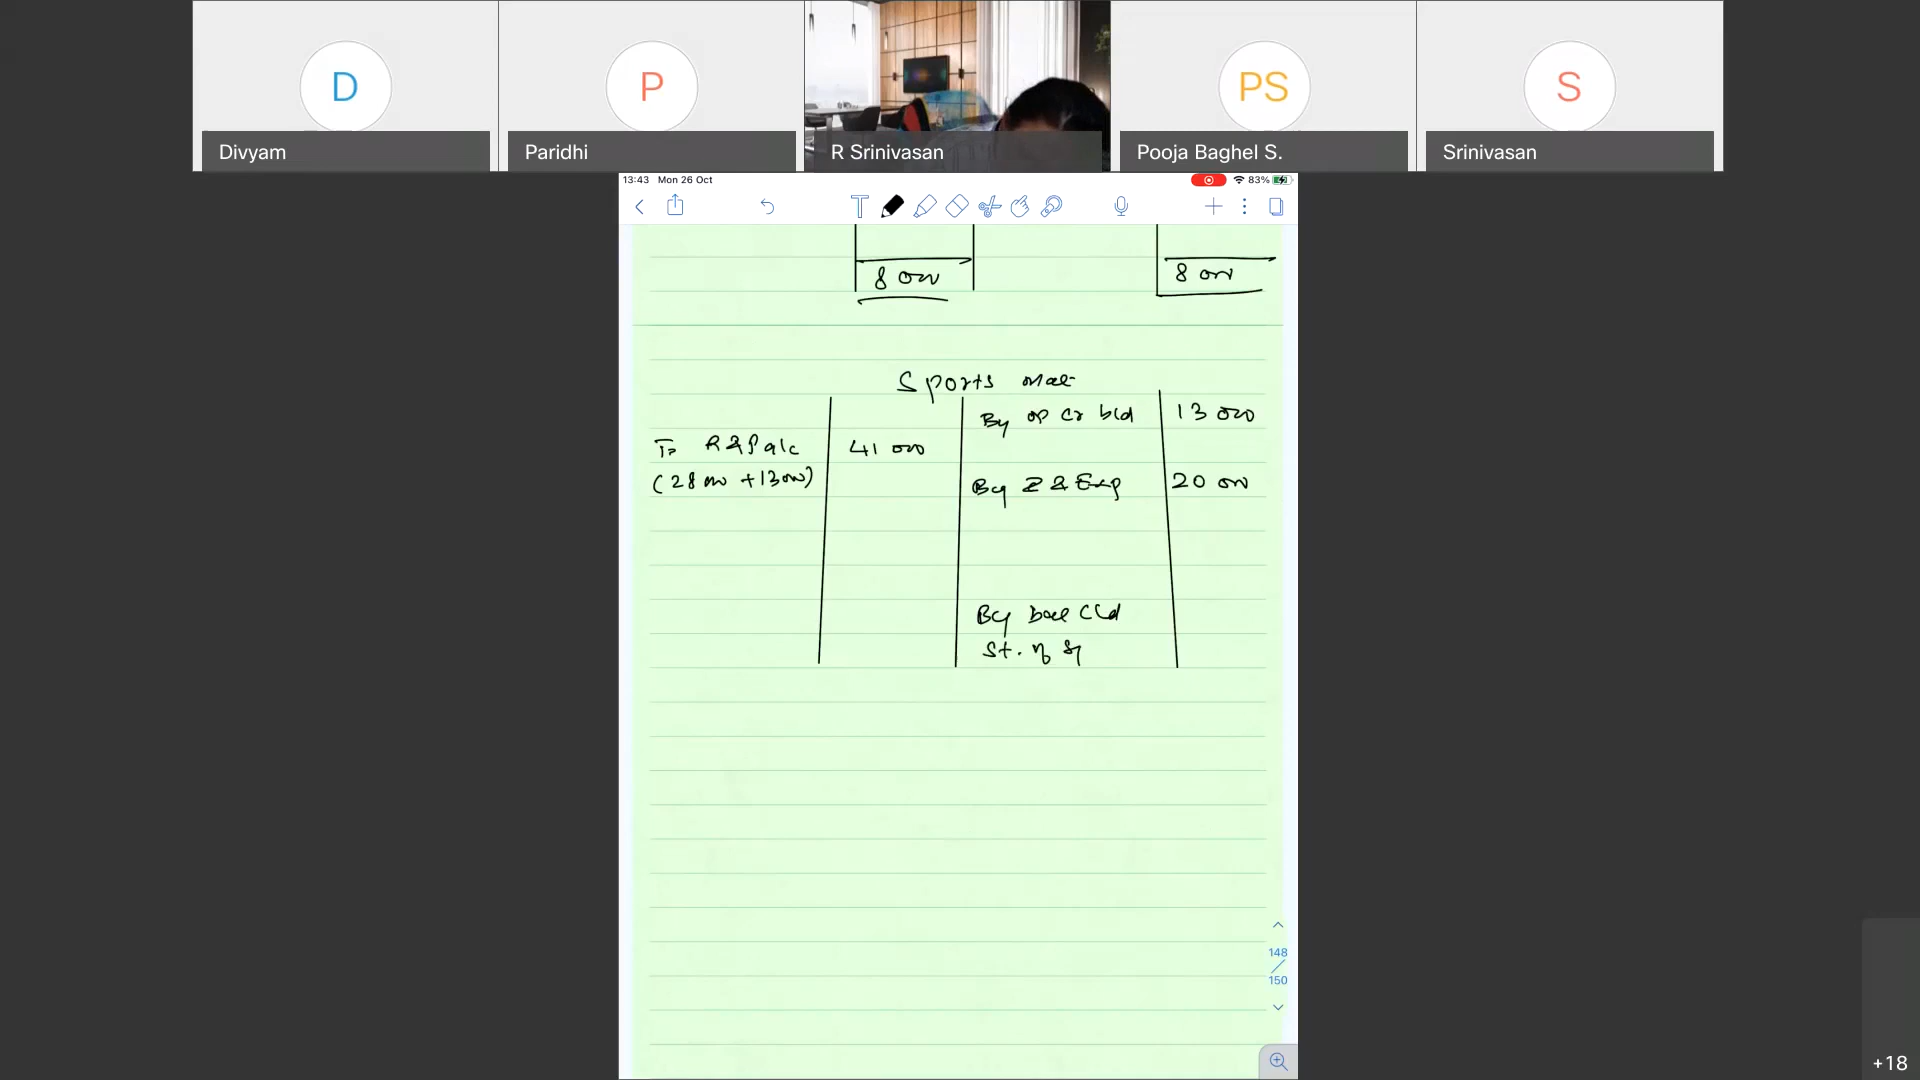 D
P
PS
S
Divyam
Paridhi
R Srinivasan
Pooja Baghel S.
Srinivasan
13:43 Mon 26 Oct
83%
T
8 000
8 000
Sports Mat
By op Cr bld 13 000
To R&P a/c 41 000
(28 000 + 13 000)
By I & Exp 20 000
By bal C/d
St. of
148
150
+18